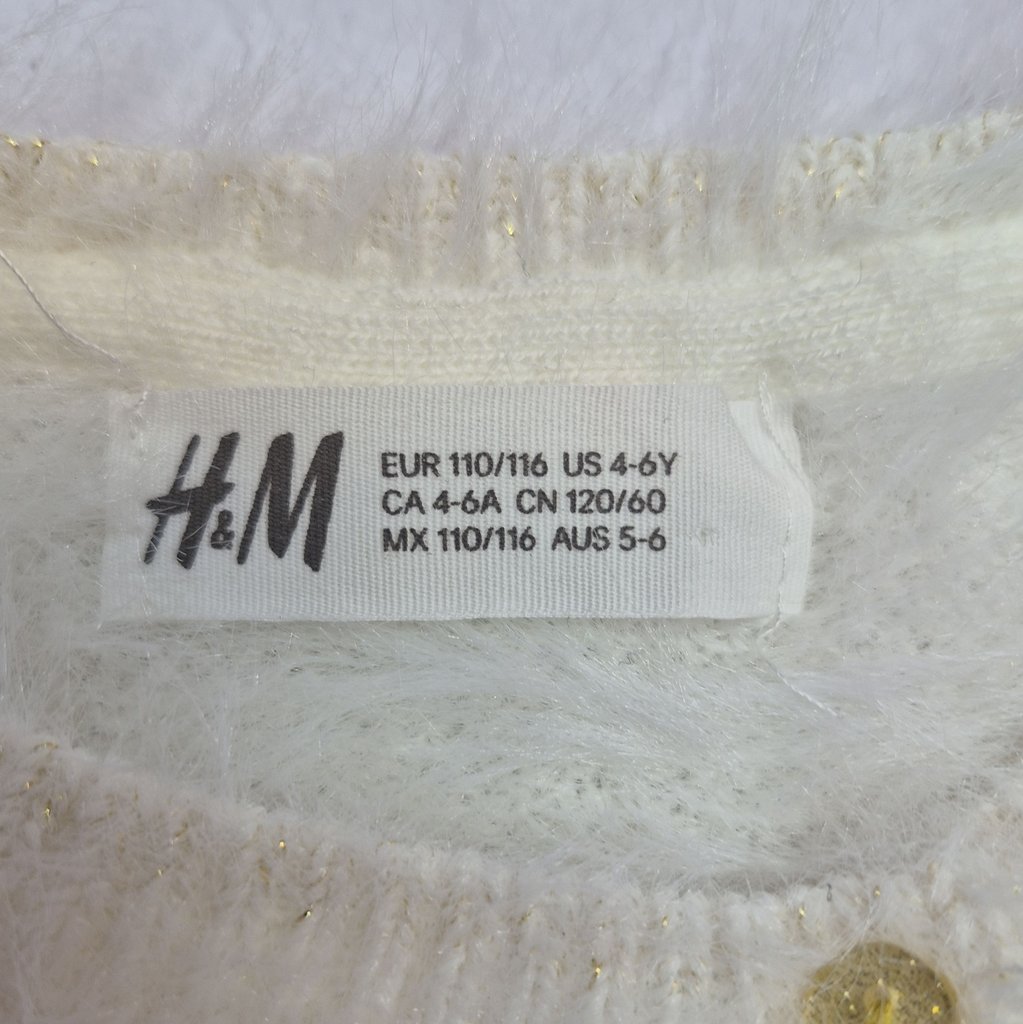 H&M
EUR 110/116 US 4-6Y
CA 4-6A CN 120/60
MX 110/116 AUS 5-6